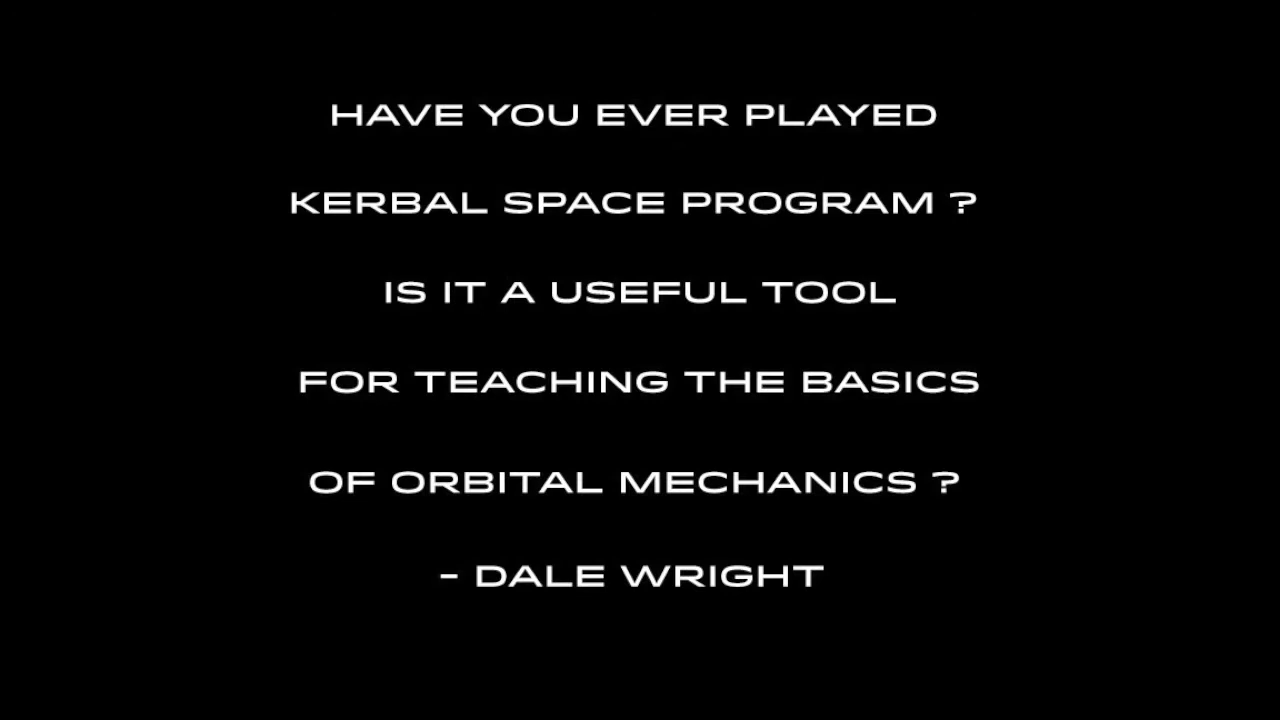 HAVE YOU EVER PLAYED
KERBAL SPACE PROGRAM ?
IS IT A USEFUL TOOL
FOR TEACHING THE BASICS
OF ORBITAL MECHANICS ?
- DALE WRIGHT